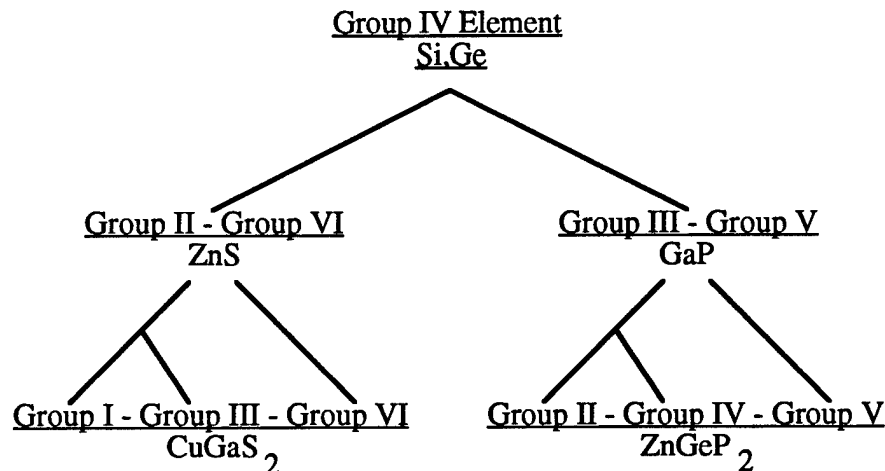 Group IV Element
Si,Ge
Group II - Group VI
ZnS
Group III - Group V
GaP
Group I - Group III - Group VI
CuGaS2
Group II - Group IV - Group V
ZnGeP2